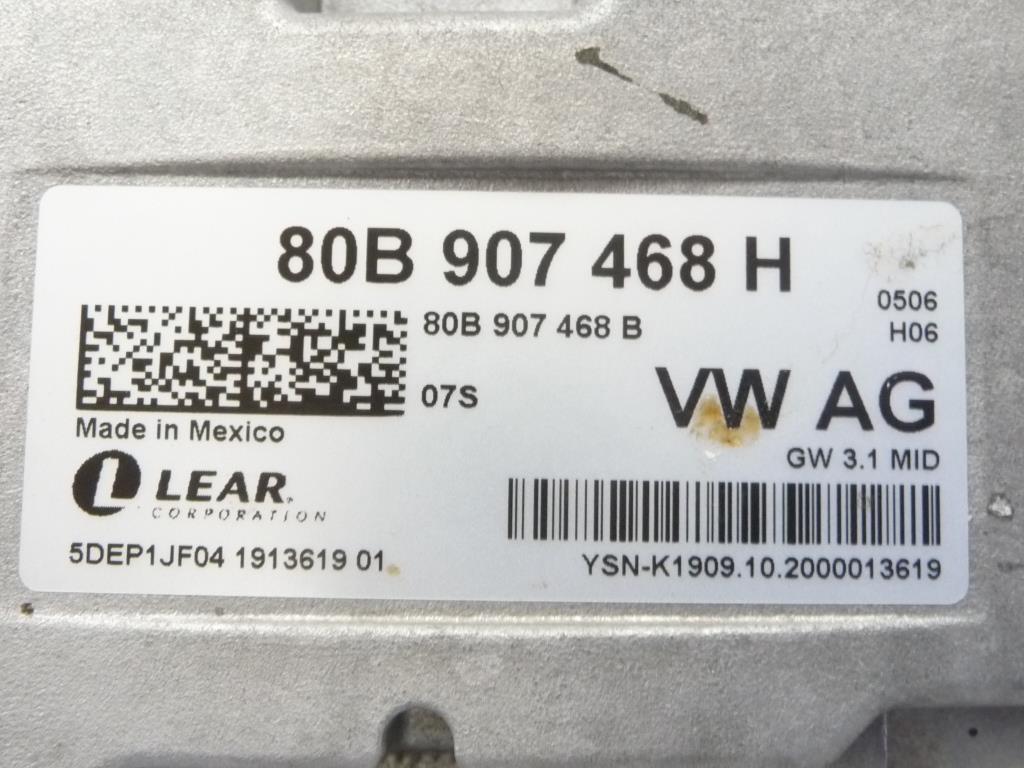 80B 907 468 H
0506
80B 907 468 B
H06
07S
VW AG
Made in Mexico
GW 3.1 MID
LEAR
CORPORATION
5DEP1JF04 1913619 01
YSN-K1909.10.2000013619